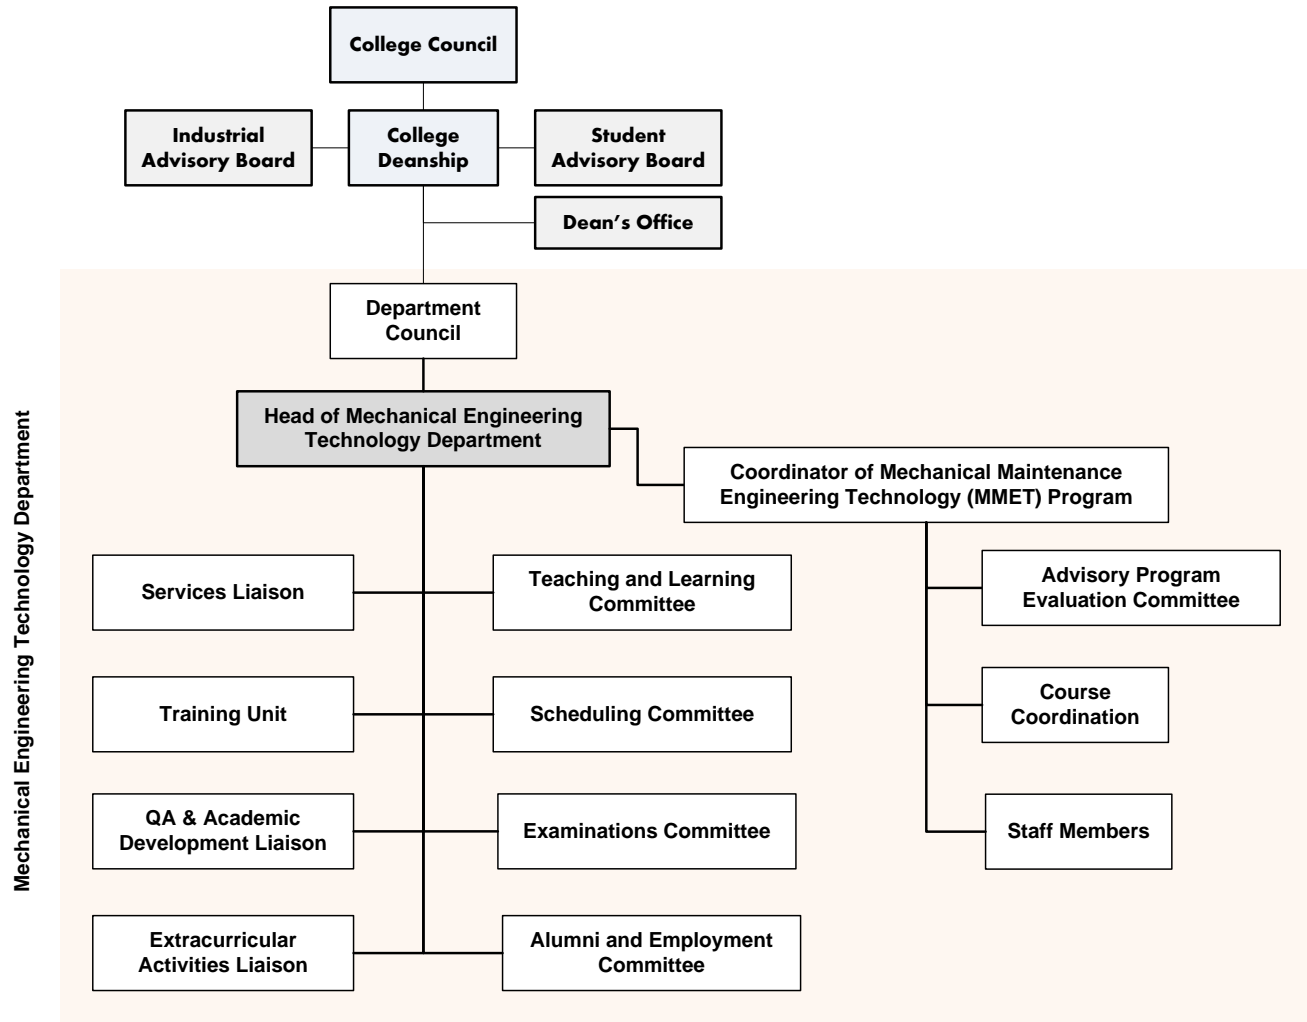 College Council
Industrial
Advisory Board
College
Deanship
Student
Advisory Board
Dean's Office
Department
Council
Head of Mechanical Engineering
Technology Department
Coordinator of Mechanical Maintenance
Engineering Technology (MMET) Program
Services Liaison
Teaching and Learning
Committee
Advisory Program
Evaluation Committee
Training Unit
Scheduling Committee
Course
Coordination
QA & Academic
Development Liaison
Examinations Committee
Staff Members
Extracurricular
Activities Liaison
Alumni and Employment
Committee
Mechanical Engineering Technology Department